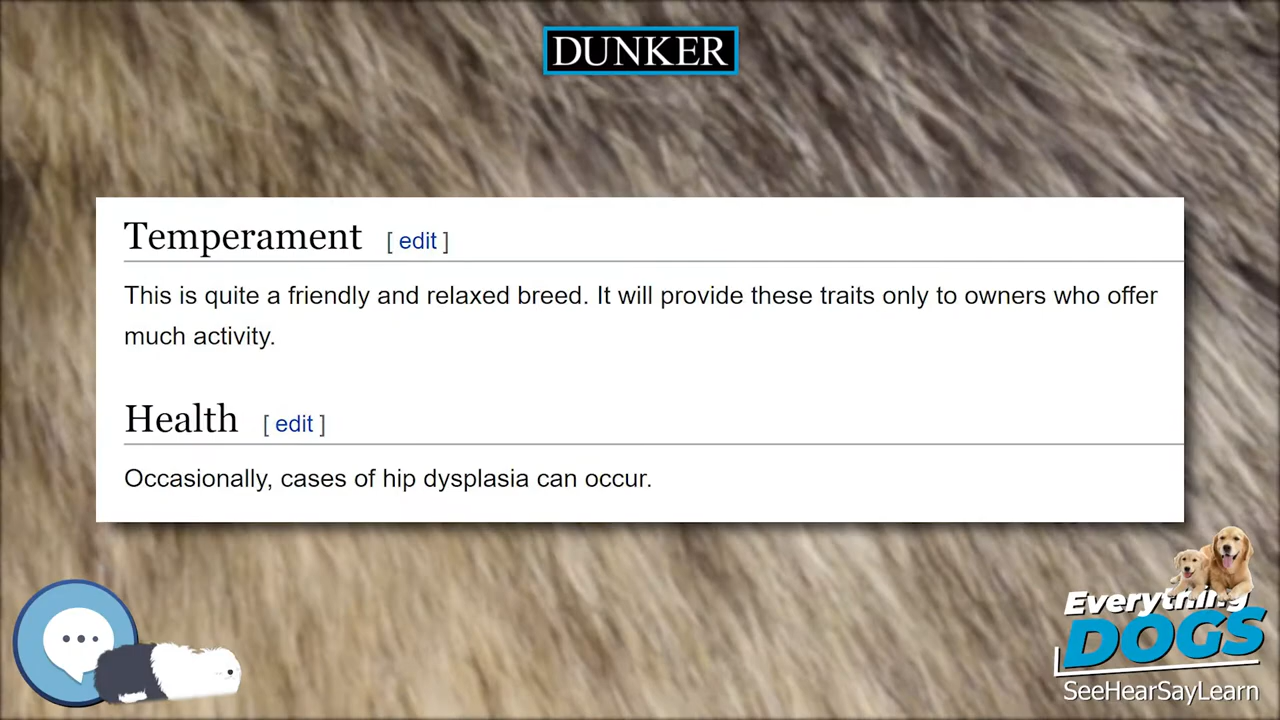 DUNKER
Temperament [ edit ]
This is quite a friendly and relaxed breed. It will provide these traits only to owners who offer
much activity.
Health [ edit ]
Occasionally, cases of hip dysplasia can occur.
Everything
DOGS
SeeHearSayLearn